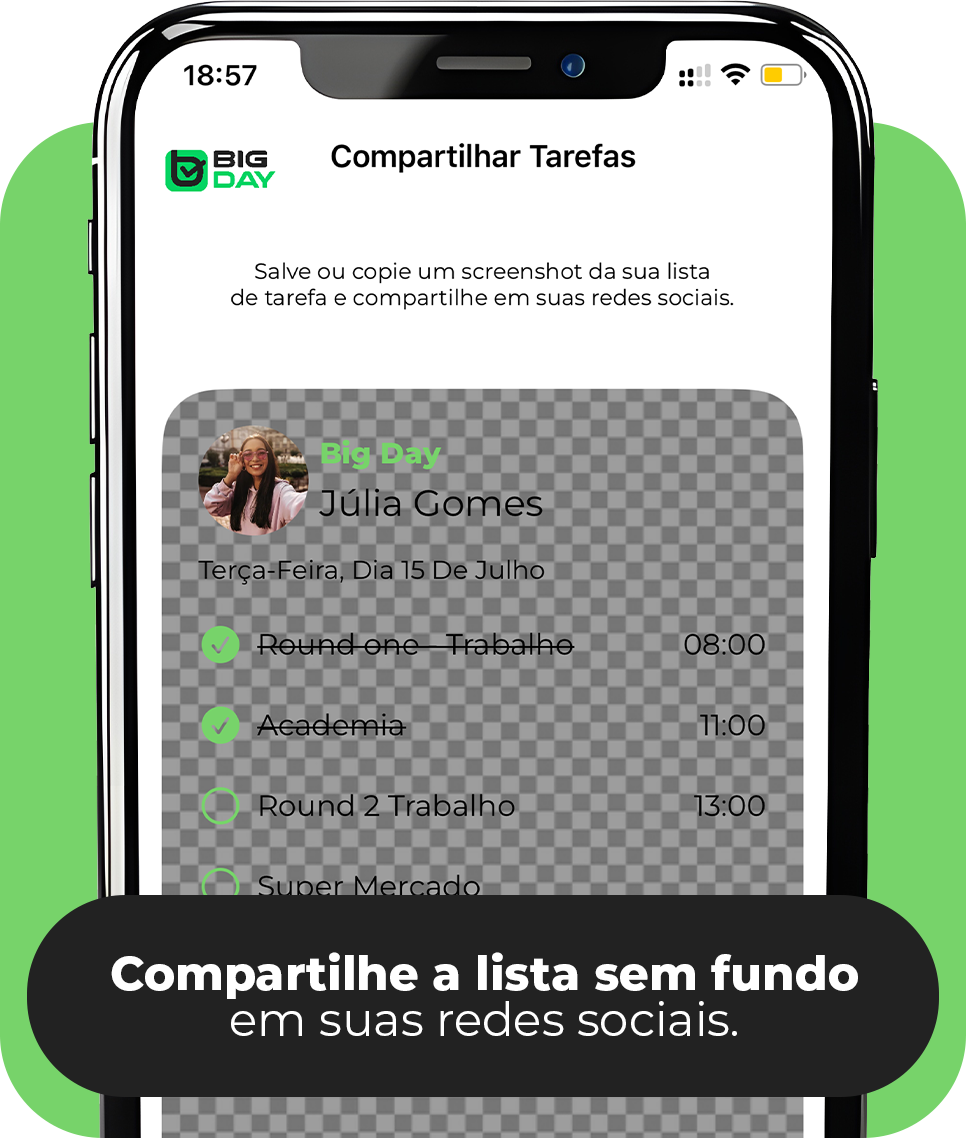 18:57
BIG
DAY
Compartilhar Tarefas
Salve ou copie um screenshot da sua lista
de tarefa e compartilhe em suas redes sociais.
Big Day
Júlia Gomes
Terça-Feira, Dia 15 De Julho
Round one - Trabalho 08:00
Academia 11:00
Round 2 Trabalho 13:00
Super Mercado
Compartilhe a lista sem fundo
em suas redes sociais.